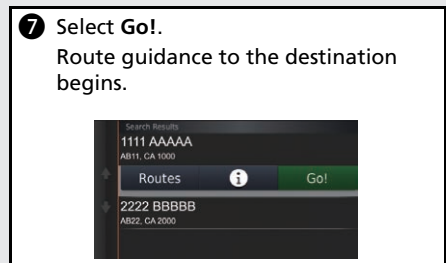 7 Select Go!.
Route guidance to the destination
begins.
Search Results
1111 AAAAA
AB11, CA 1000
Routes i Go!
2222 BBBBB
AB22, CA 2000